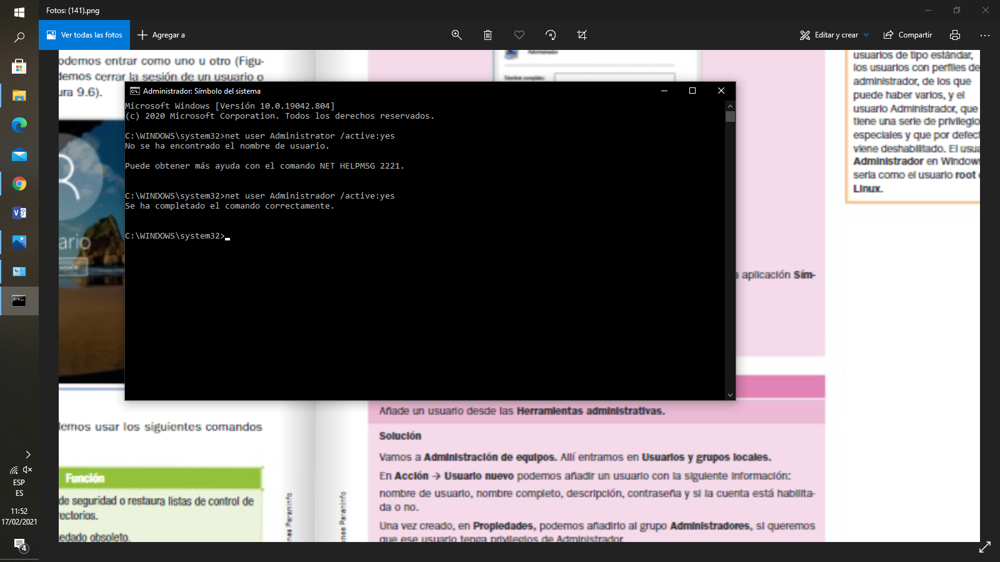 Fotos: (141).png
Ver todas las fotos
Agregar a
Editar y crear
Compartir
odemos entrar como uno u otro (Figu-
demos cerrar la sesión de un usuario o
ura 9.6).
Administrador
Nombre completo:
usuarios de tipo estándar,
los usuarios con perfiles de
administrador, de los que
puede haber varios, y el
usuario Administrador, que
tiene una serie de privilegio
especiales y que por defec
viene deshabilitado. El usua
Administrador en Windows
sería como el usuario root
Linux.
Administrador: Símbolo del sistema
Microsoft Windows [Versión 10.0.19042.804]
(c) 2020 Microsoft Corporation. Todos los derechos reservados.
C:\WINDOWS\system32>net user Administrator /active:yes
No se ha encontrado el nombre de usuario.
Puede obtener más ayuda con el comando NET HELPMSG 2221.
C:\WINDOWS\system32>net user Administrador /active:yes
Se ha completado el comando correctamente.
C:\WINDOWS\system32>
R
ario
a aplicación Sím-
Añade un usuario desde las Herramientas administrativas.
Solución
Vamos a Administración de equipos. Allí entramos en Usuarios y grupos locales.
En Acción → Usuario nuevo podemos añadir un usuario con la siguiente información:
nombre de usuario, nombre completo, descripción, contraseña y si la cuenta está habilita-
da o no.
Una vez creado, en Propiedades, podemos añadirlo al grupo Administradores, si queremos
que ese usuario tenga privilegios de Administrador.
lemos usar los siguientes comandos
Función
de seguridad o restaura listas de control de
rectorios.
edado obsoleto.
nes Paraninfo
nes Paraninfo
ESP
ES
11:52
17/02/2021
4